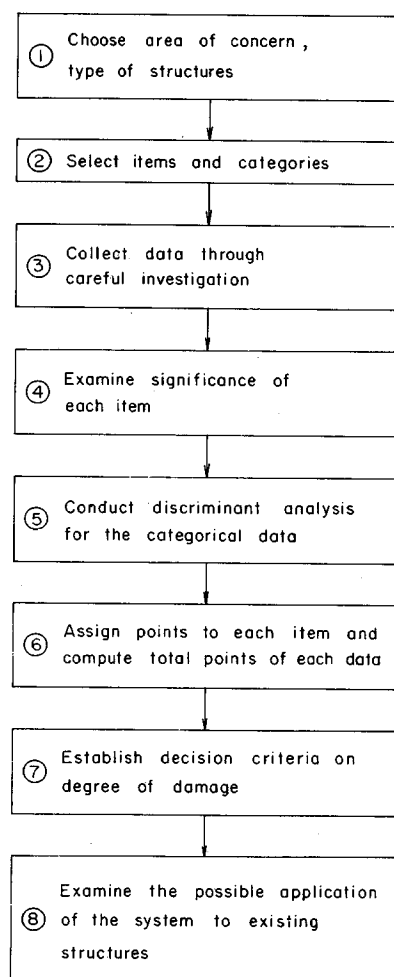 ① Choose area of concern,
type of structures
② Select items and categories
③ Collect data through
careful investigation
④ Examine significance of
each item
⑤ Conduct discriminant analysis
for the categorical data
⑥ Assign points to each item and
compute total points of each data
⑦ Establish decision criteria on
degree of damage
⑧ Examine the possible application
of the system to existing
structures